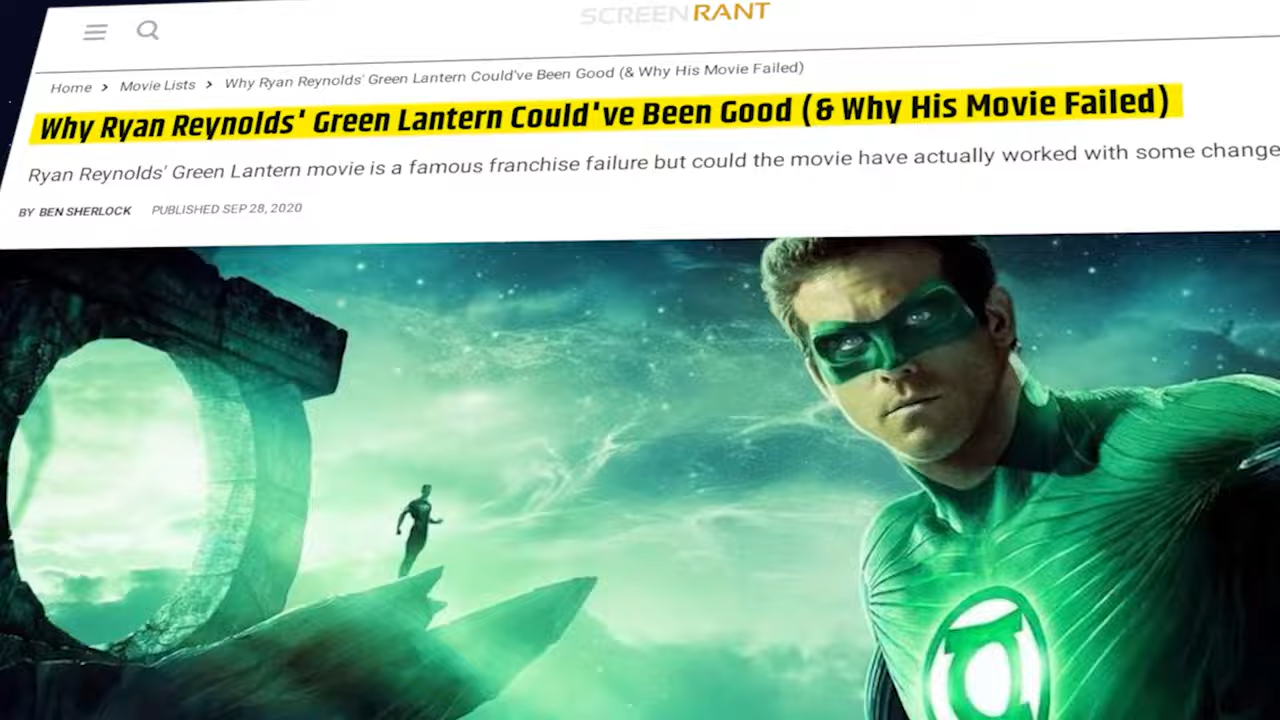 SCREENRANT
Home > Movie Lists > Why Ryan Reynolds' Green Lantern Could've Been Good (& Why His Movie Failed)
Why Ryan Reynolds' Green Lantern Could've Been Good (& Why His Movie Failed)
Ryan Reynolds' Green Lantern movie is a famous franchise failure but could the movie have actually worked with some change
BY BEN SHERLOCK PUBLISHED SEP 28, 2020